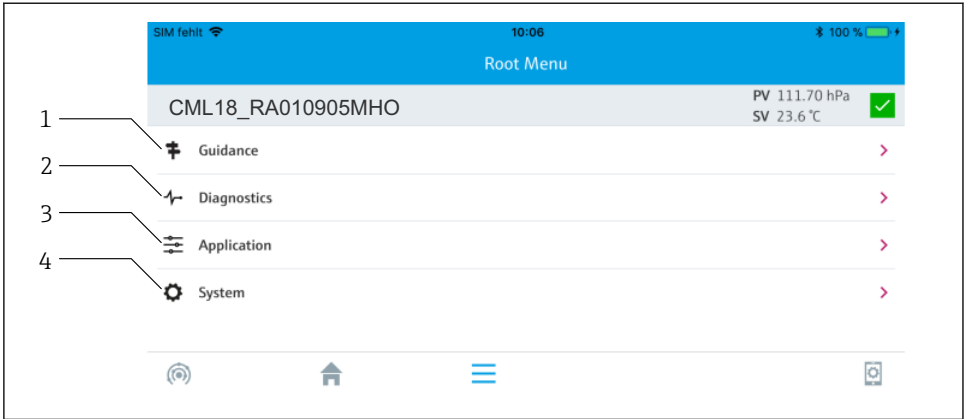 SIM fehlt 10:06 100 %
Root Menu
CML18_RA010905MHO
PV 111.70 hPa
SV 23.6 °C
1
Guidance
2
Diagnostics
3
Application
4
System